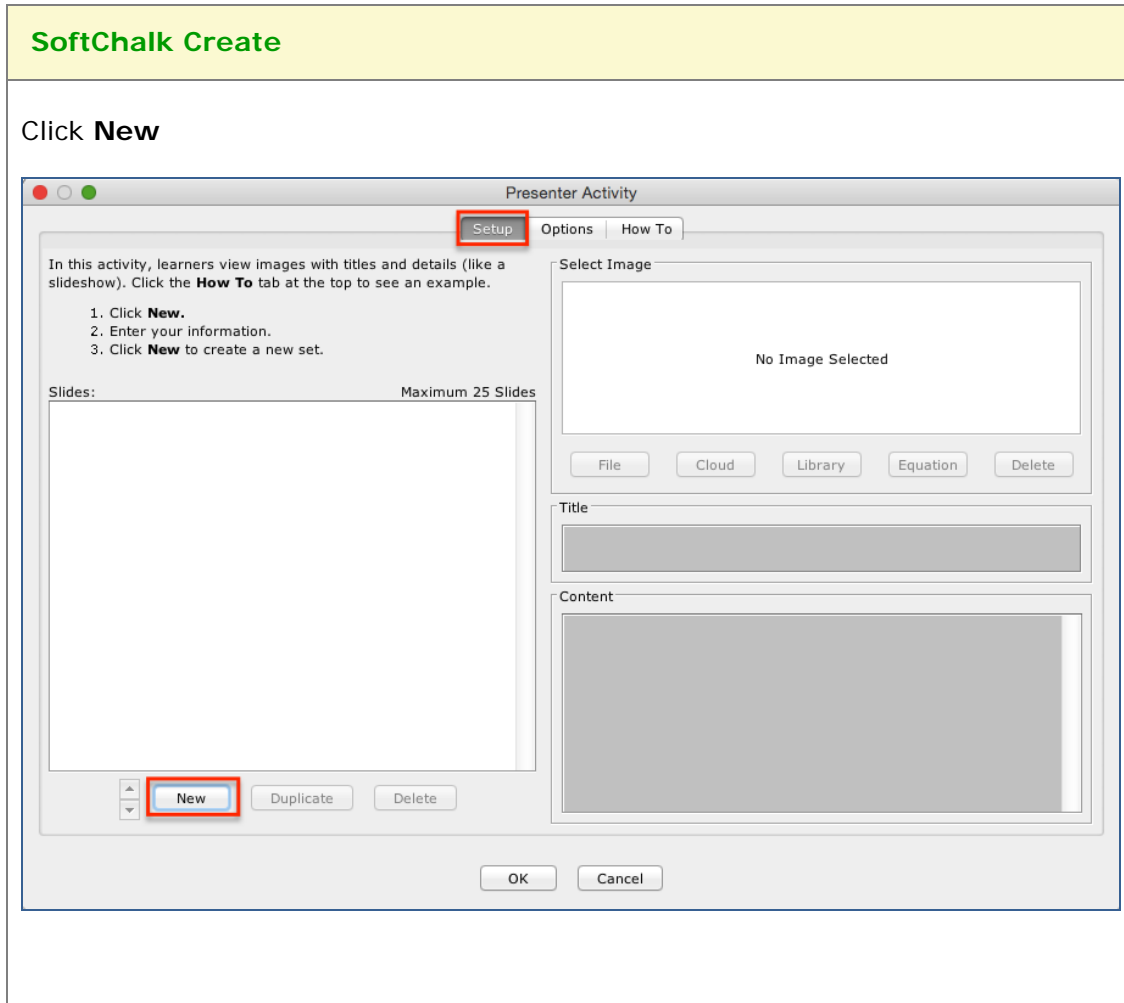 SoftChalk Create
Click New
Presenter Activity
Setup Options How To
In this activity, learners view images with titles and details (like a
slideshow). Click the How To tab at the top to see an example.
1. Click New.
2. Enter your information.
3. Click New to create a new set.
Slides: Maximum 25 Slides
New Duplicate Delete
Select Image
No Image Selected
File Cloud Library Equation Delete
Title
Content
OK Cancel